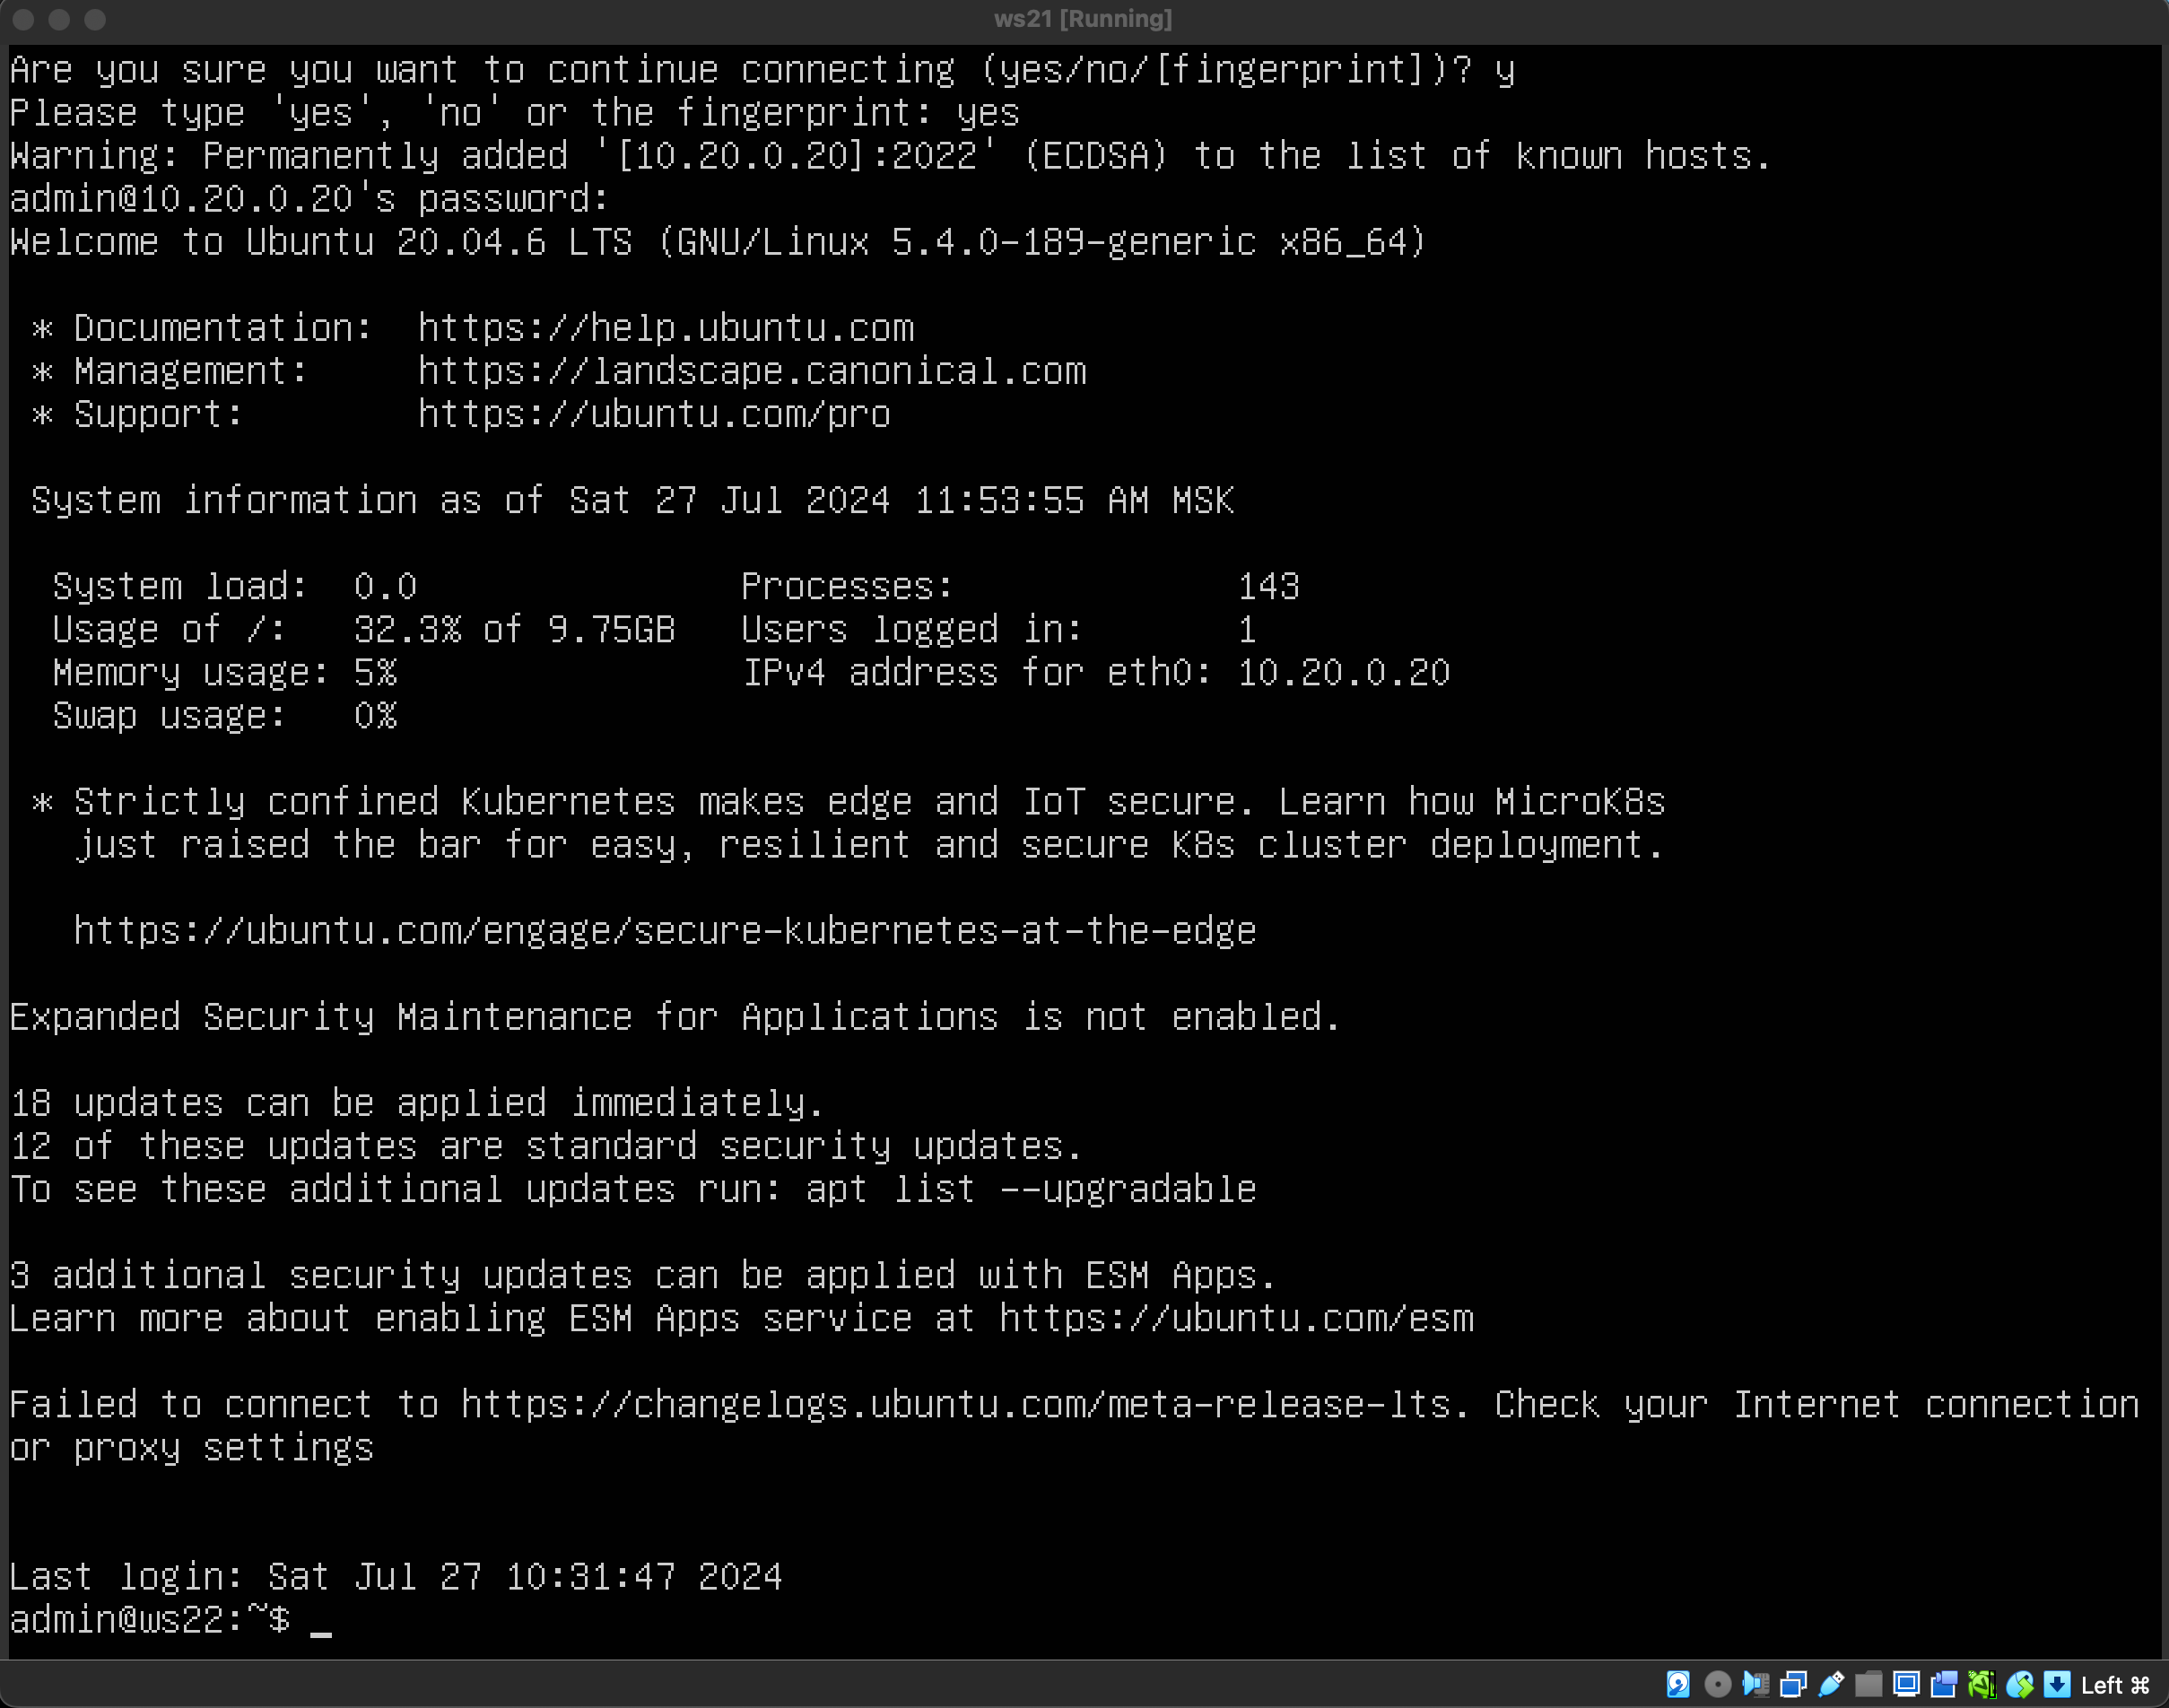 ws21 [Running]
Are you sure you want to continue connecting (yes/no/[fingerprint])? y
Please type 'yes', 'no' or the fingerprint: yes
Warning: Permanently added '[10.20.0.20]:2022' (ECDSA) to the list of known hosts.
admin@10.20.0.20's password:
Welcome to Ubuntu 20.04.6 LTS (GNU/Linux 5.4.0-189-generic x86_64)
* Documentation:  https://help.ubuntu.com
* Management:     https://landscape.canonical.com
* Support:        https://ubuntu.com/pro
System information as of Sat 27 Jul 2024 11:53:55 AM MSK
System load:  0.0               Processes:             143
Usage of /:   32.3% of 9.75GB   Users logged in:       1
Memory usage: 5%                IPv4 address for eth0: 10.20.0.20
Swap usage:   0%
* Strictly confined Kubernetes makes edge and IoT secure. Learn how MicroK8s
just raised the bar for easy, resilient and secure K8s cluster deployment.
https://ubuntu.com/engage/secure-kubernetes-at-the-edge
Expanded Security Maintenance for Applications is not enabled.
18 updates can be applied immediately.
12 of these updates are standard security updates.
To see these additional updates run: apt list --upgradable
3 additional security updates can be applied with ESM Apps.
Learn more about enabling ESM Apps service at https://ubuntu.com/esm
Failed to connect to https://changelogs.ubuntu.com/meta-release-lts. Check your Internet connection
or proxy settings
Last login: Sat Jul 27 10:31:47 2024
admin@ws22:~$ _
Left ⌘